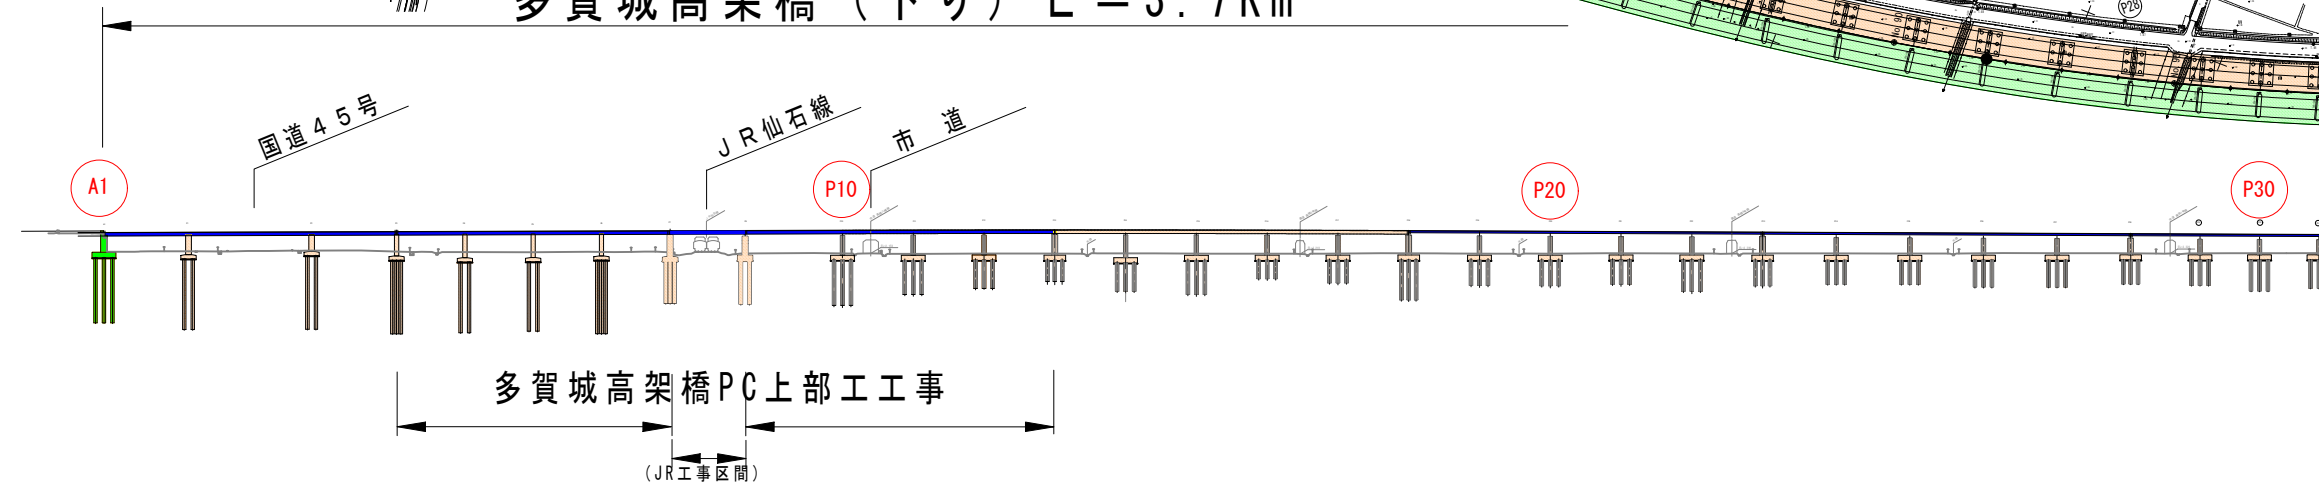 多賀城高架橋（下り）L=3.7Km
P28
国道４５号
ＪＲ仙石線
市　道
A1
P10
P20
P30
多賀城高架橋PC上部工工事
(JR工事区間)